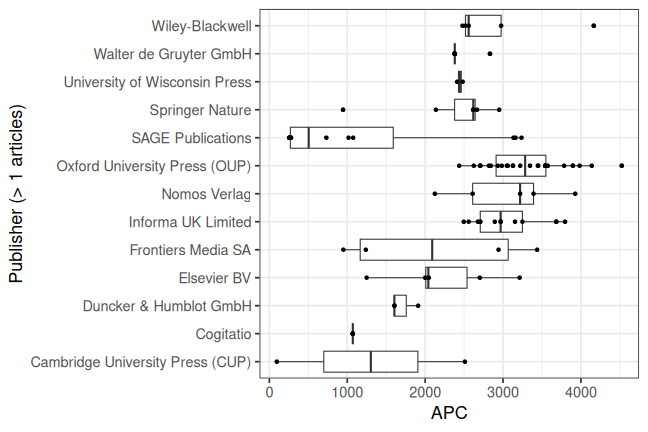 Publisher (> 1 articles)
Wiley-Blackwell
Walter de Gruyter GmbH
University of Wisconsin Press
Springer Nature
SAGE Publications
Oxford University Press (OUP)
Nomos Verlag
Informa UK Limited
Frontiers Media SA
Elsevier BV
Duncker & Humblot GmbH
Cogitatio
Cambridge University Press (CUP)
0 1000 2000 3000 4000
APC